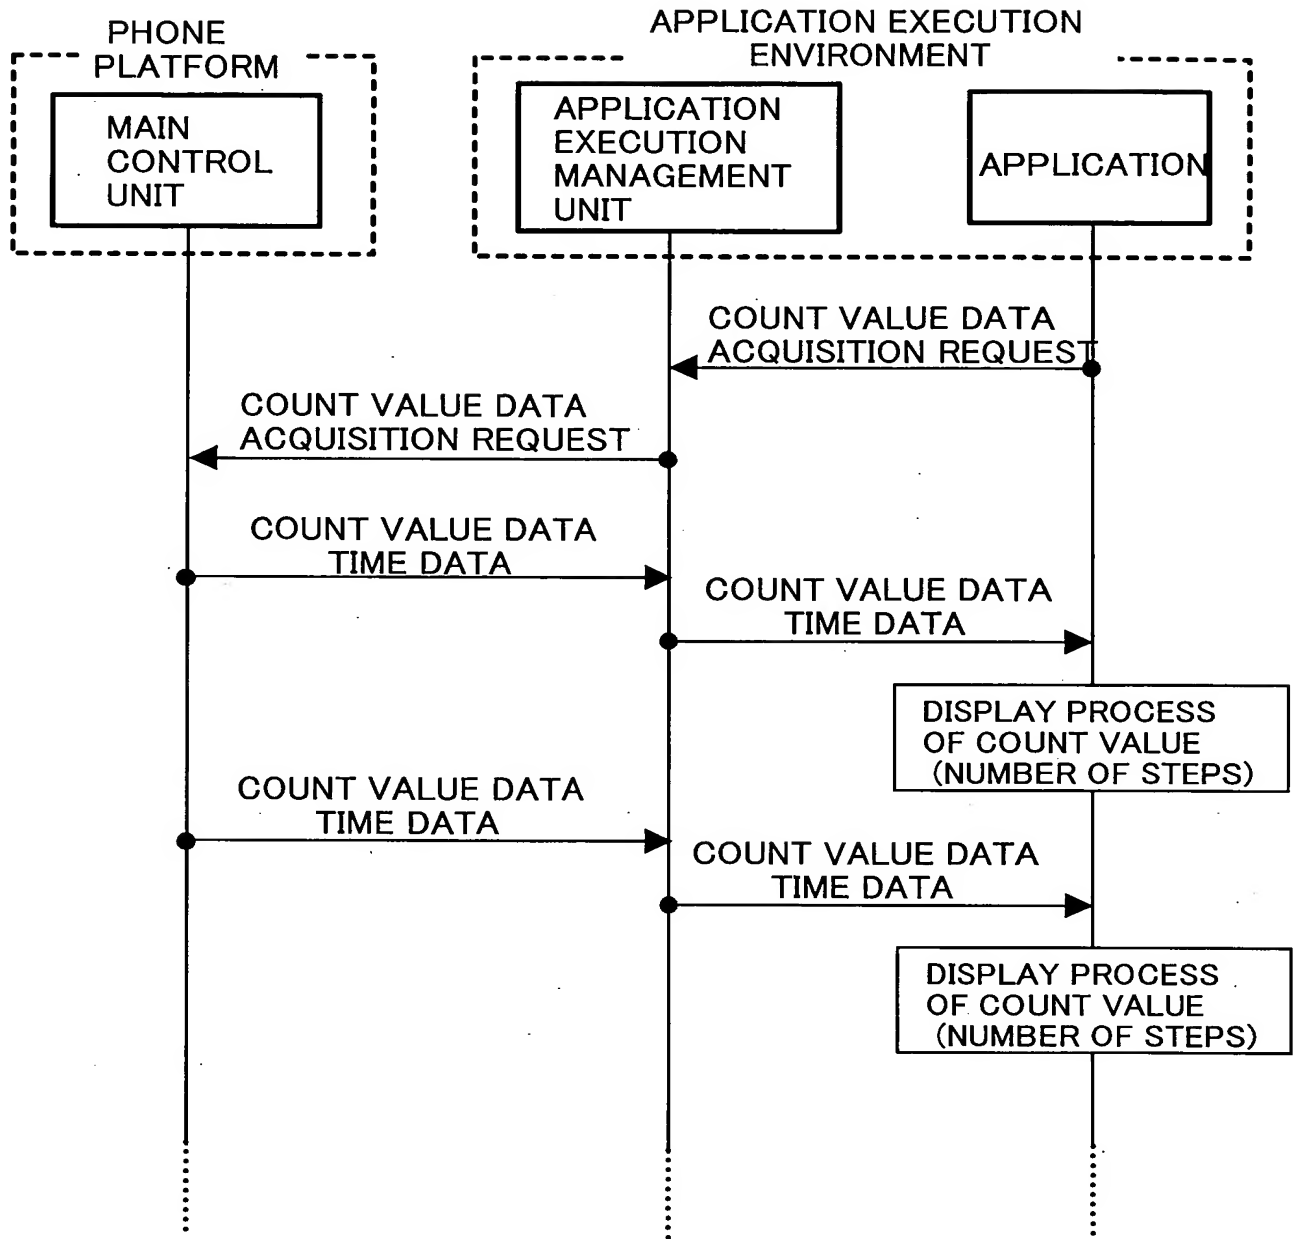 PHONE
PLATFORM
APPLICATION EXECUTION
ENVIRONMENT
MAIN
CONTROL
UNIT
APPLICATION
EXECUTION
MANAGEMENT
UNIT
APPLICATION
COUNT VALUE DATA
ACQUISITION REQUEST
COUNT VALUE DATA
ACQUISITION REQUEST
COUNT VALUE DATA
TIME DATA
COUNT VALUE DATA
TIME DATA
DISPLAY PROCESS
OF COUNT VALUE
(NUMBER OF STEPS)
COUNT VALUE DATA
TIME DATA
COUNT VALUE DATA
TIME DATA
DISPLAY PROCESS
OF COUNT VALUE
(NUMBER OF STEPS)